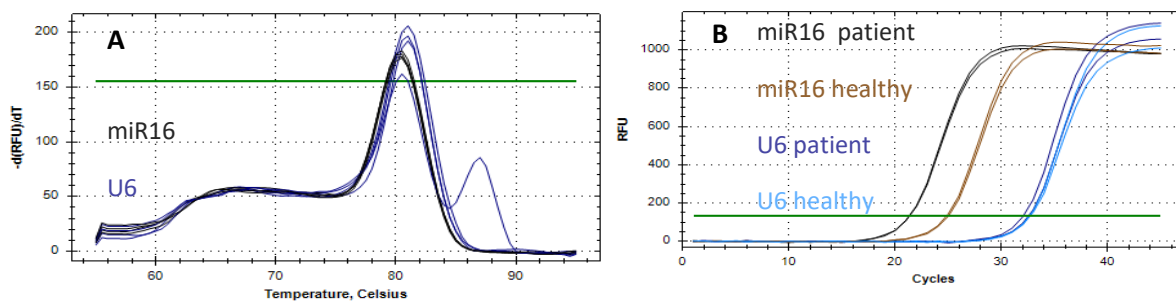 A
200
150
100
50
0
-d(RFU)/dT
miR16
U6
60 70 80 90
Temperature, Celsius
B
miR16 patient
miR16 healthy
U6 patient
U6 healthy
1000
800
600
400
200
0
RFU
0 10 20 30 40
Cycles